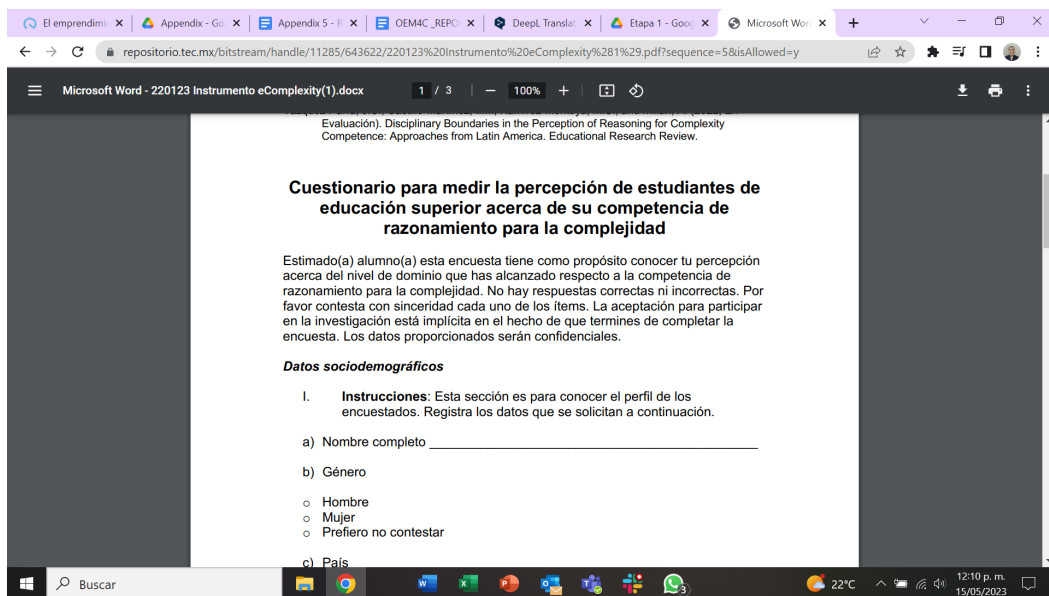 El emprendimi
Appendix - Go
Appendix 5 - R
OEM4C_REPO
DeepL Translat
Etapa 1 - Goog
Microsoft Wor
repositorio.tec.mx/bitstream/handle/11285/643622/220123%20Instrumento%20eComplexity%281%29.pdf?sequence=5&isAllowed=y
Microsoft Word - 220123 Instrumento eComplexity(1).docx
1 / 3
100%
Evaluación). Disciplinary Boundaries in the Perception of Reasoning for Complexity
Competence: Approaches from Latin America. Educational Research Review.
Cuestionario para medir la percepción de estudiantes de
educación superior acerca de su competencia de
razonamiento para la complejidad
Estimado(a) alumno(a) esta encuesta tiene como propósito conocer tu percepción
acerca del nivel de dominio que has alcanzado respecto a la competencia de
razonamiento para la complejidad. No hay respuestas correctas ni incorrectas. Por
favor contesta con sinceridad cada uno de los ítems. La aceptación para participar
en la investigación está implícita en el hecho de que termines de completar la
encuesta. Los datos proporcionados serán confidenciales.
Datos sociodemográficos
I. Instrucciones: Esta sección es para conocer el perfil de los
encuestados. Registra los datos que se solicitan a continuación.
a) Nombre completo ____________________________________________
b) Género
o Hombre
o Mujer
o Prefiero no contestar
c) País
Buscar
3
22°C
12:10 p. m.
15/05/2023